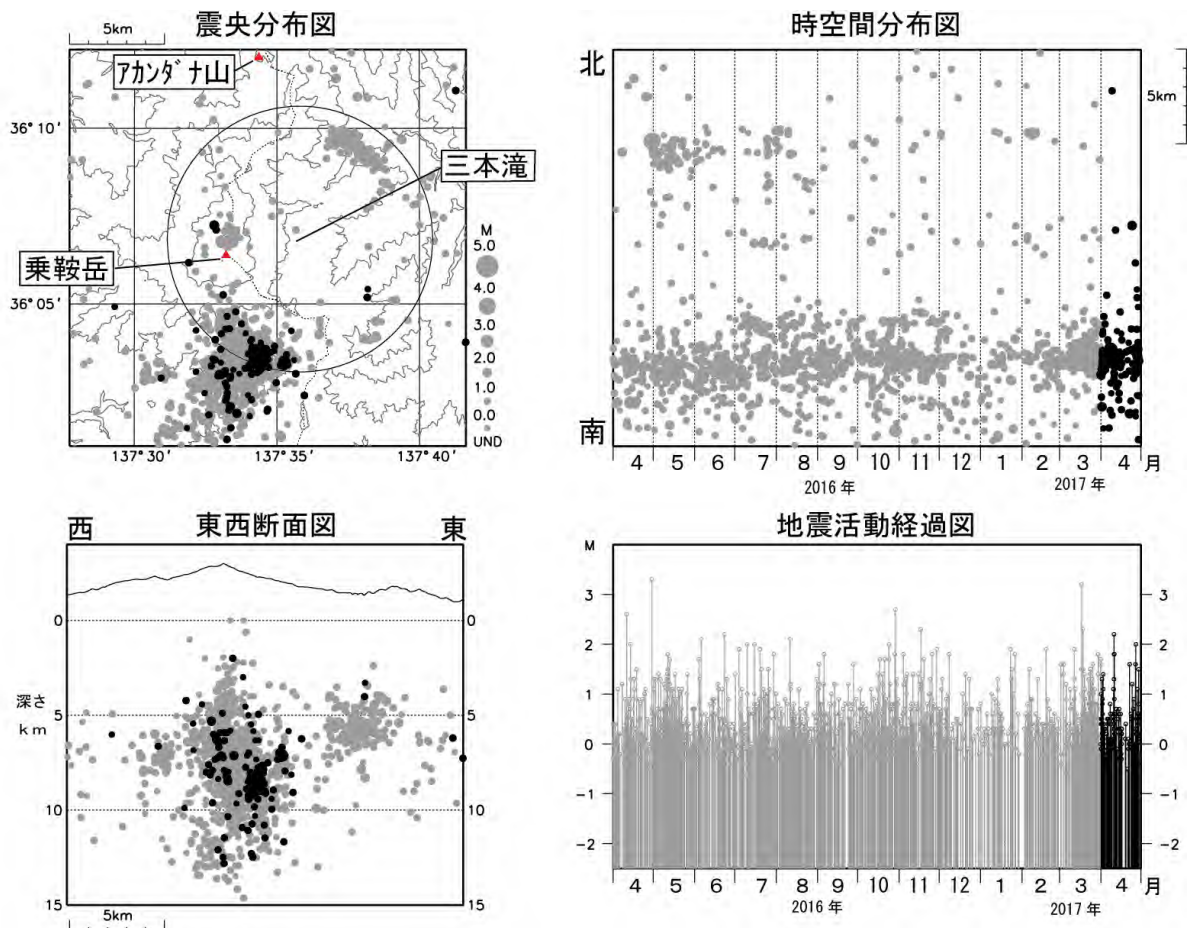 震央分布図
5km
アカンダナ山
36°10′
三本滝
乗鞍岳
36°05′
M
5.0
4.0
3.0
2.0
1.0
0.0
UND
137°30′
137°35′
137°40′
時空間分布図
北
南
5km
4 5 6 7 8 9 10 11 12 1 2 3 4 月
2016 年
2017 年
東西断面図
西
東
0
5
10
15
深さ
km
0
5
10
15
5km
地震活動経過図
M
3
2
1
0
-1
-2
3
2
1
0
-1
-2
4 5 6 7 8 9 10 11 12 1 2 3 4 月
2016 年
2017 年